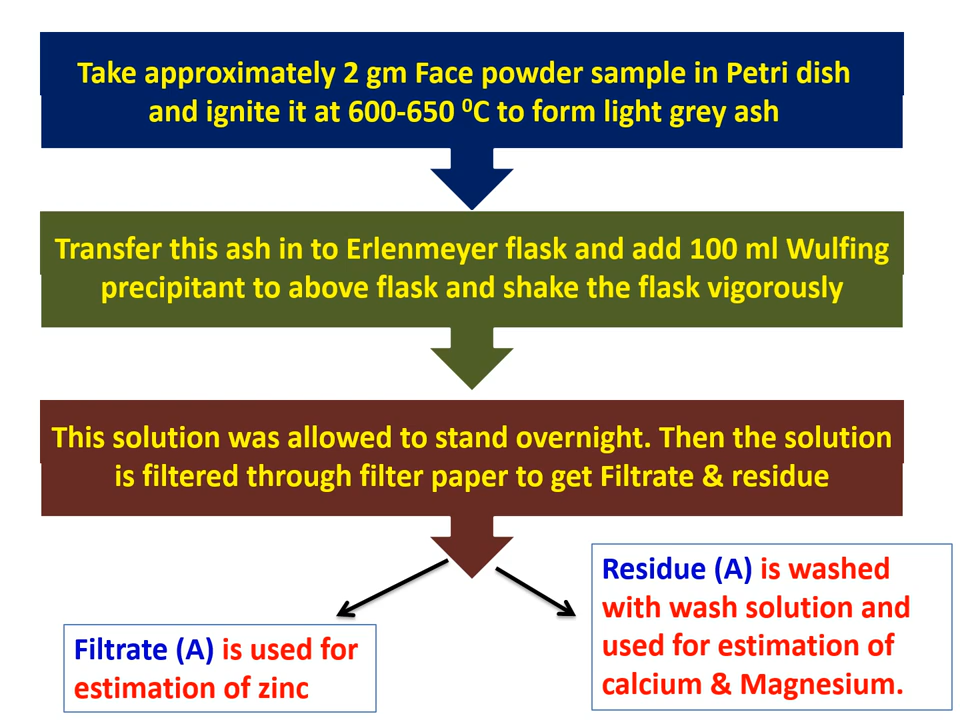 Take approximately 2 gm Face powder sample in Petri dish
and ignite it at 600-650 ⁰C to form light grey ash
Transfer this ash in to Erlenmeyer flask and add 100 ml Wulfing
precipitant to above flask and shake the flask vigorously
This solution was allowed to stand overnight. Then the solution
is filtered through filter paper to get Filtrate & residue
Filtrate (A) is used for
estimation of zinc
Residue (A) is washed
with wash solution and
used for estimation of
calcium & Magnesium.